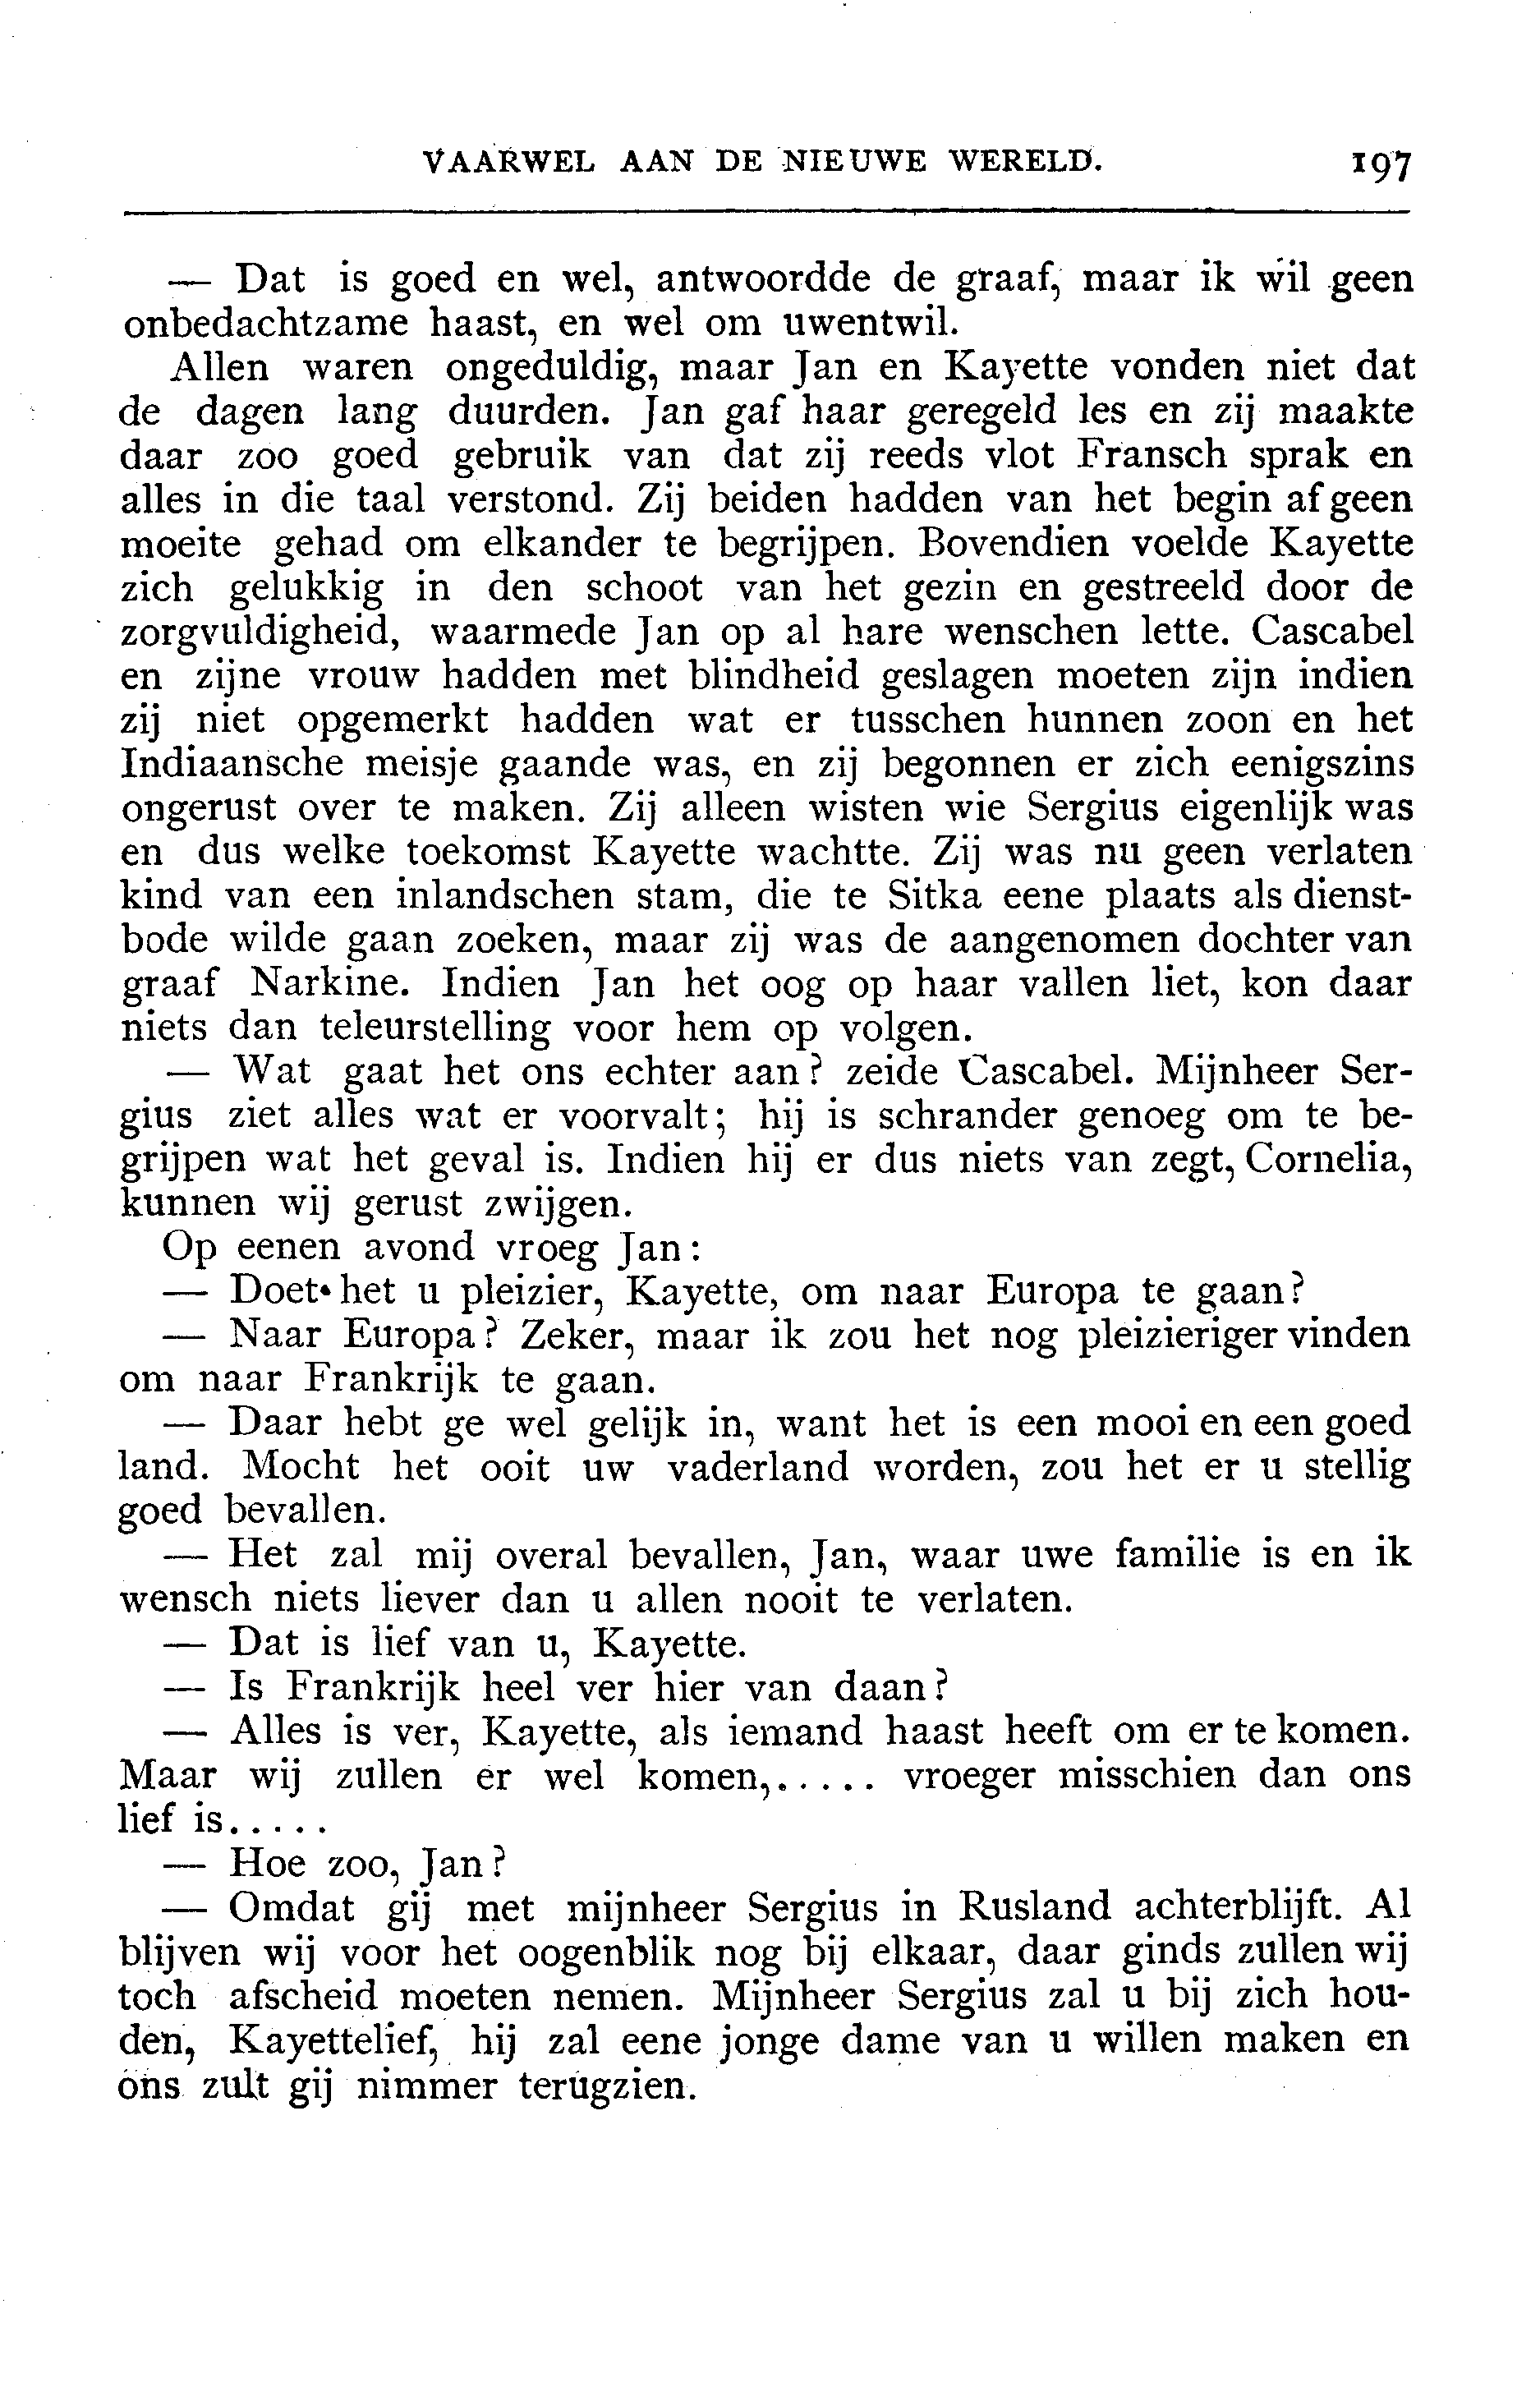 VAARWEL AAN DE NIEUWE WERELD. 197
— Dat is goed en wel, antwoordde de graaf, maar ik wil geen
onbedachtzame haast, en wel om uwentwil.
Allen waren ongeduldig, maar Jan en Kayette vonden niet dat
de dagen lang duurden. Jan gaf haar geregeld les en zij maakte
daar zoo goed gebruik van dat zij reeds vlot Fransch sprak en
alles in die taal verstond. Zij beiden hadden van het begin af geen
moeite gehad om elkander te begrijpen. Bovendien voelde Kayette
zich gelukkig in den schoot van het gezin en gestreeld door de
zorgvuldigheid, waarmede Jan op al hare wenschen lette. Cascabel
en zijne vrouw hadden met blindheid geslagen moeten zijn indien
zij niet opgemerkt hadden wat er tusschen hunnen zoon en het
Indiaansche meisje gaande was, en zij begonnen er zich eenigszins
ongerust over te maken. Zij alleen wisten wie Sergius eigenlijk was
en dus welke toekomst Kayette wachtte. Zij was nu geen verlaten
kind van een inlandschen stam, die te Sitka eene plaats als dienst-
bode wilde gaan zoeken, maar zij was de aangenomen dochter van
graaf Narkine. Indien Jan het oog op haar vallen liet, kon daar
niets dan teleurstelling voor hem op volgen.
— Wat gaat het ons echter aan? zeide Cascabel. Mijnheer Ser-
gius ziet alles wat er voorvalt; hij is schrander genoeg om te be-
grijpen wat het geval is. Indien hij er dus niets van zegt, Cornelia,
kunnen wij gerust zwijgen.
Op eenen avond vroeg Jan:
— Doet het u pleizier, Kayette, om naar Europa te gaan?
— Naar Europa? Zeker, maar ik zou het nog pleizieriger vinden
om naar Frankrijk te gaan.
— Daar hebt ge wel gelijk in, want het is een mooi en een goed
land. Mocht het ooit uw vaderland worden, zou het er u stellig
goed bevallen.
— Het zal mij overal bevallen, Jan, waar uwe familie is en ik
wensch niets liever dan u allen nooit te verlaten.
— Dat is lief van u, Kayette.
— Is Frankrijk heel ver hier van daan?
— Alles is ver, Kayette, als iemand haast heeft om er te komen.
Maar wij zullen er wel komen,..... vroeger misschien dan ons
lief is.....
— Hoe zoo, Jan?
— Omdat gij met mijnheer Sergius in Rusland achterblijft. Al
blijven wij voor het oogenblik nog bij elkaar, daar ginds zullen wij
toch afscheid moeten nemen. Mijnheer Sergius zal u bij zich hou-
den, Kayettelief, hij zal eene jonge dame van u willen maken en
ons zult gij nimmer terugzien.